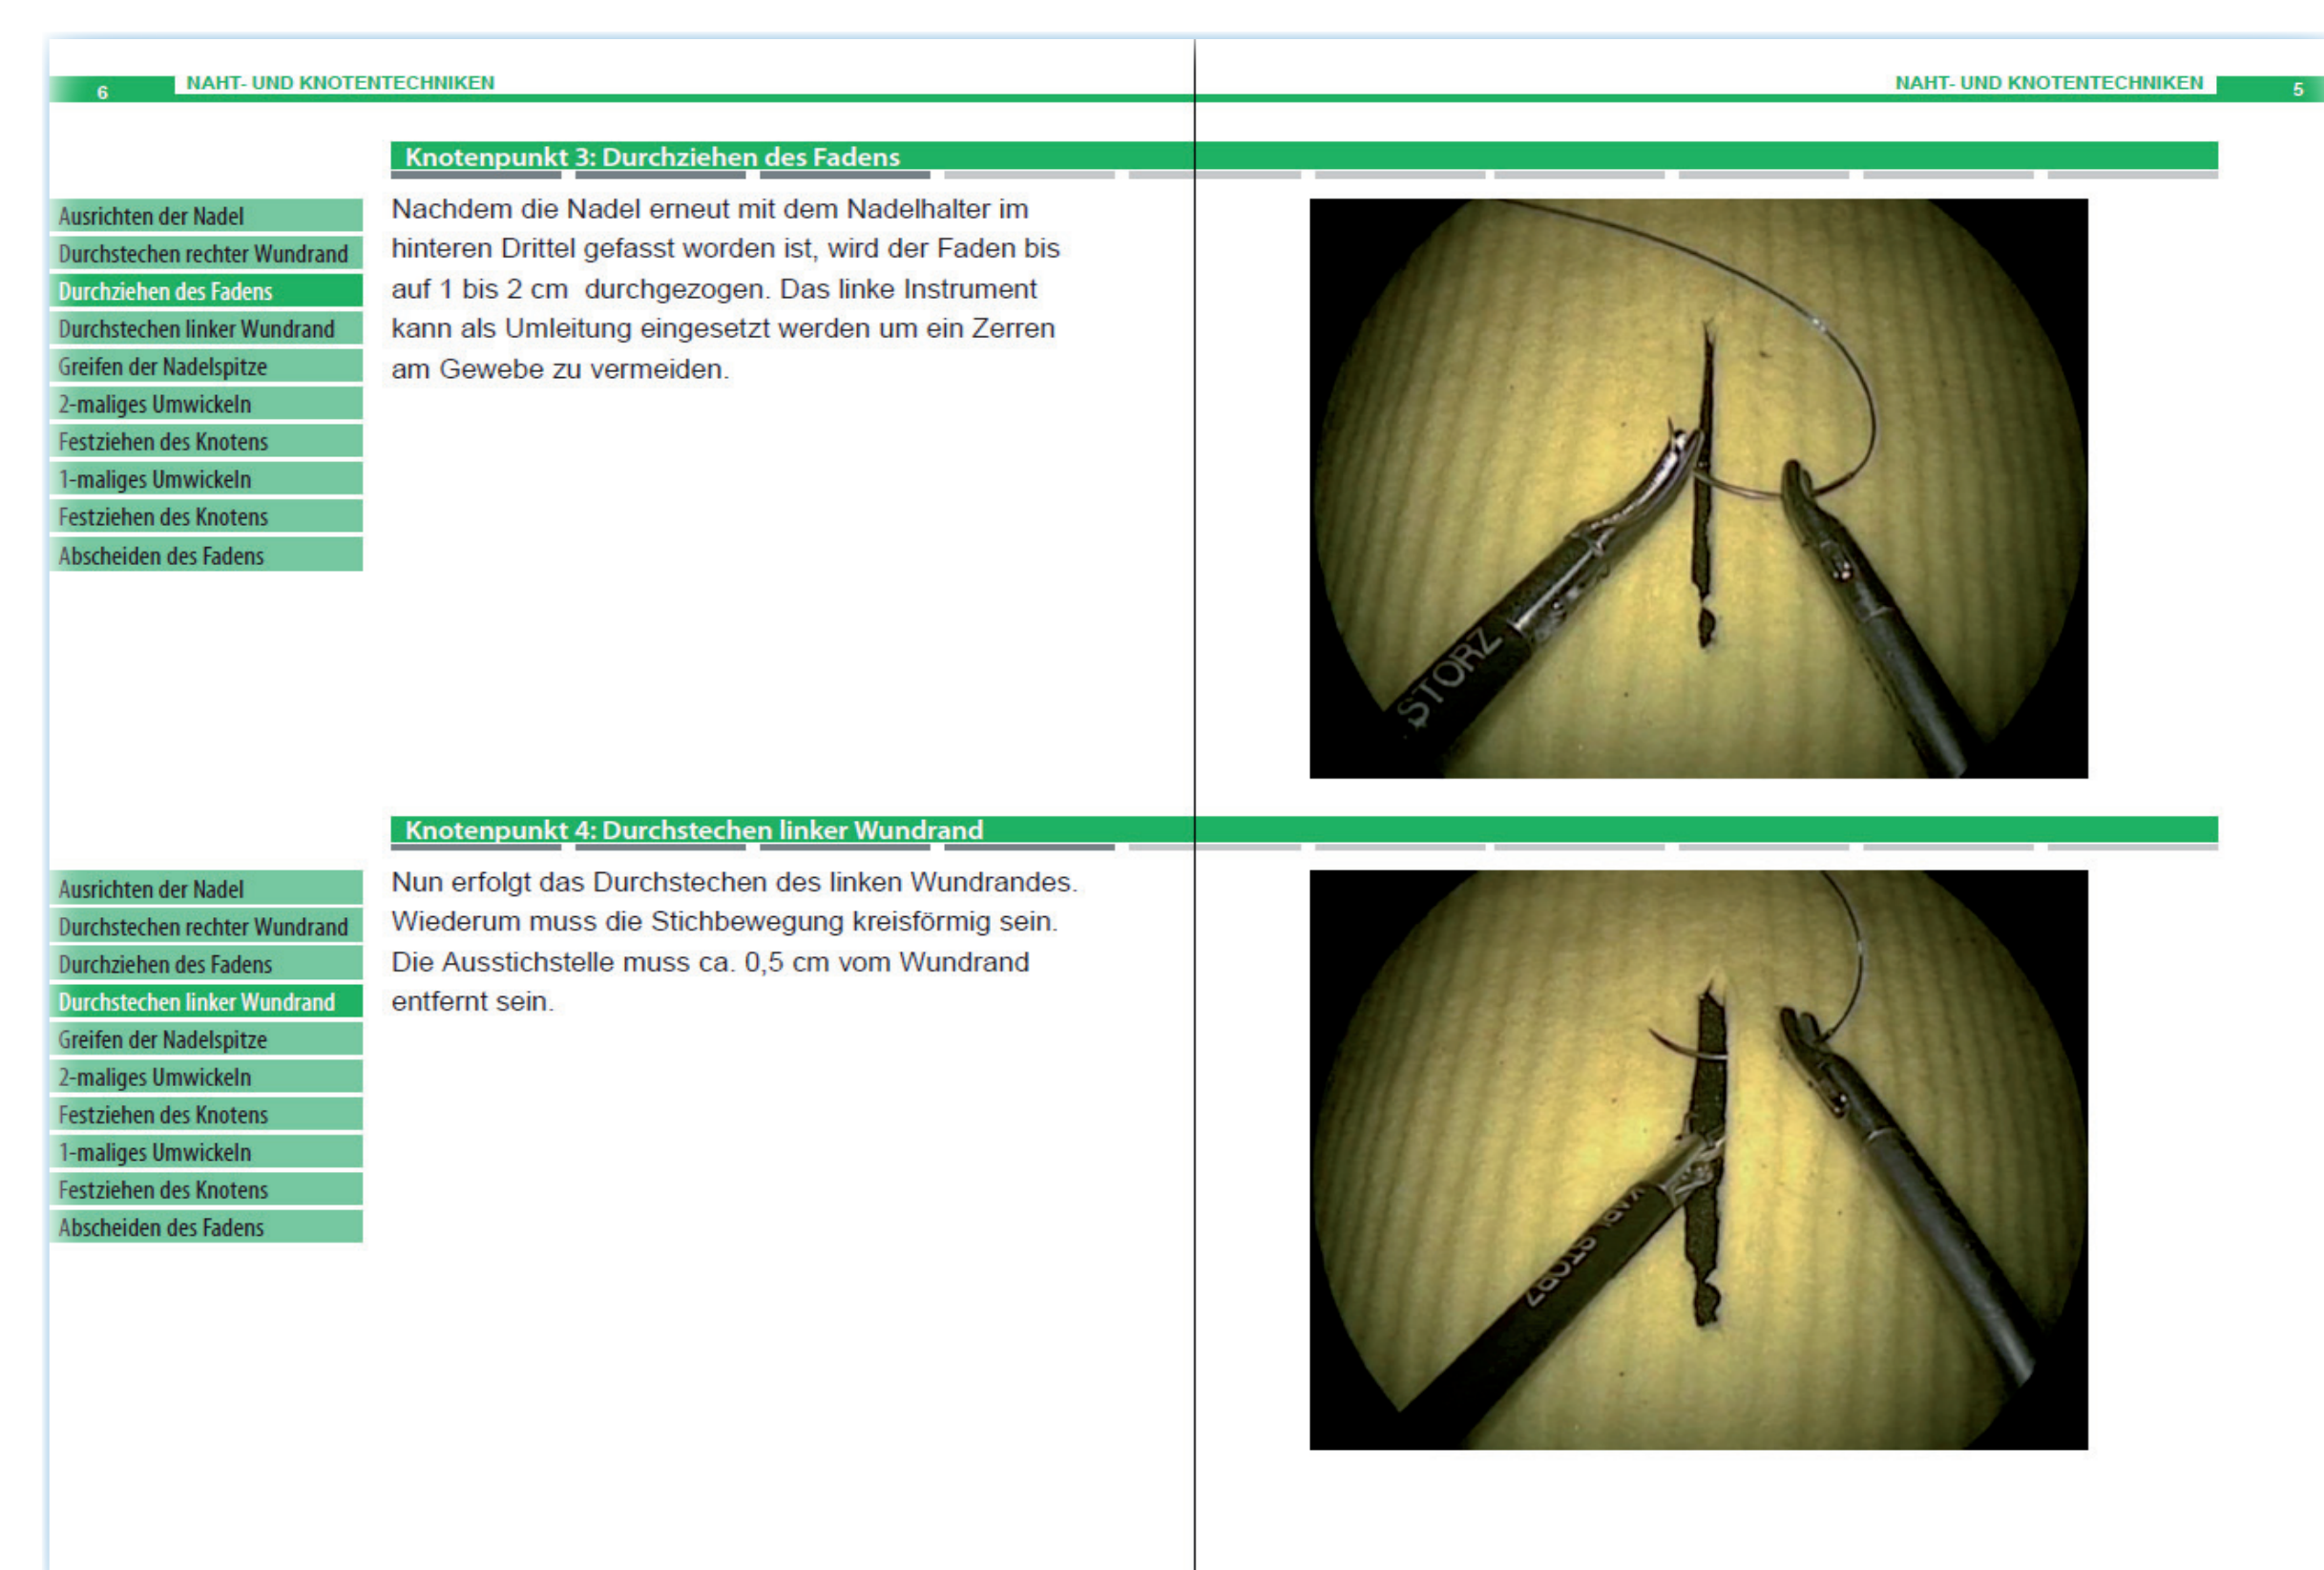 6
NAHT- UND KNOTENTECHNIKEN
NAHT- UND KNOTENTECHNIKEN
5
Knotenpunkt 3: Durchziehen des Fadens
Ausrichten der Nadel
Durchstechen rechter Wundrand
Durchziehen des Fadens
Durchstechen linker Wundrand
Greifen der Nadelspitze
2-maliges Umwickeln
Festziehen des Knotens
1-maliges Umwickeln
Festziehen des Knotens
Abscheiden des Fadens
Nachdem die Nadel erneut mit dem Nadelhalter im
hinteren Drittel gefasst worden ist, wird der Faden bis
auf 1 bis 2 cm durchgezogen. Das linke Instrument
kann als Umleitung eingesetzt werden um ein Zerren
am Gewebe zu vermeiden.
STORZ
Knotenpunkt 4: Durchstechen linker Wundrand
Ausrichten der Nadel
Durchstechen rechter Wundrand
Durchziehen des Fadens
Durchstechen linker Wundrand
Greifen der Nadelspitze
2-maliges Umwickeln
Festziehen des Knotens
1-maliges Umwickeln
Festziehen des Knotens
Abscheiden des Fadens
Nun erfolgt das Durchstechen des linken Wundrandes.
Wiederum muss die Stichbewegung kreisförmig sein.
Die Ausstichstelle muss ca. 0,5 cm vom Wundrand
entfernt sein.
STORZ